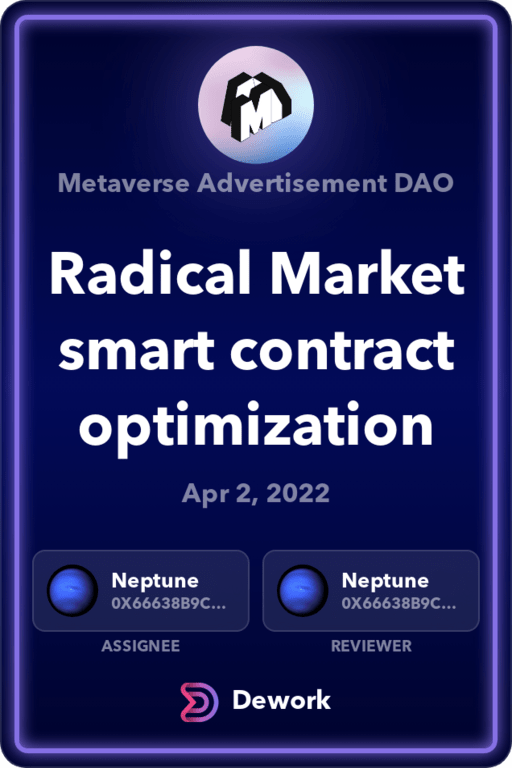 Metaverse Advertisement DAO
Radical Market
smart contract
optimization
Apr 2, 2022
Neptune
0X66638B9C...
ASSIGNEE
Neptune
0X66638B9C...
REVIEWER
Dework